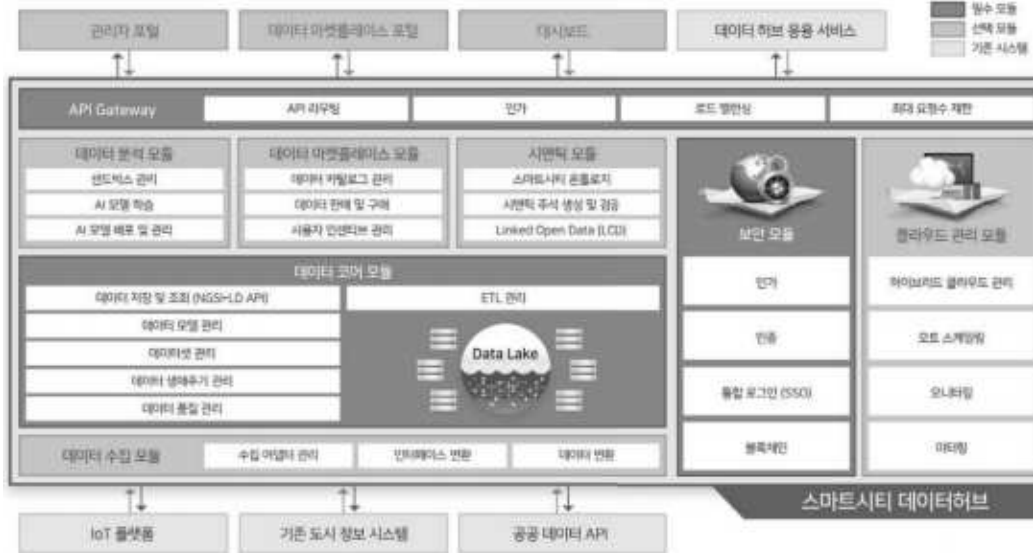 필수 모듈
선택 모듈
기존 시스템
관리자 포털
데이터 마켓플레이스 포털
대시보드
데이터 허브 응용 서비스
API Gateway
API 라우팅
인가
로드 밸런싱
최대 요청수 제한
데이터 분석 모듈
샌드박스 관리
AI 모델 학습
AI 모델 배포 및 관리
데이터 마켓플레이스 모듈
데이터 카탈로그 관리
데이터 판매 및 구매
사용자 인센티브 관리
시맨틱 모듈
스마트시티 온톨로지
시맨틱 주석 생성 및 검증
Linked Open Data (LCD)
보안 모듈
인가
인증
통합 로그인 (SSO)
블록체인
클라우드 관리 모듈
하이브리드 클라우드 관리
오토 스케일링
모니터링
미터링
데이터 코어 모듈
데이터 저장 및 조회 (NGSI-LD API)
데이터 모델 관리
데이터셋 관리
데이터 생애주기 관리
데이터 품질 관리
ETL 관리
Data Lake
데이터 수집 모듈
수집 어댑터 관리
인터페이스 변환
데이터 변환
스마트시티 데이터허브
IoT 플랫폼
기존 도시 정보 시스템
공공 데이터 API